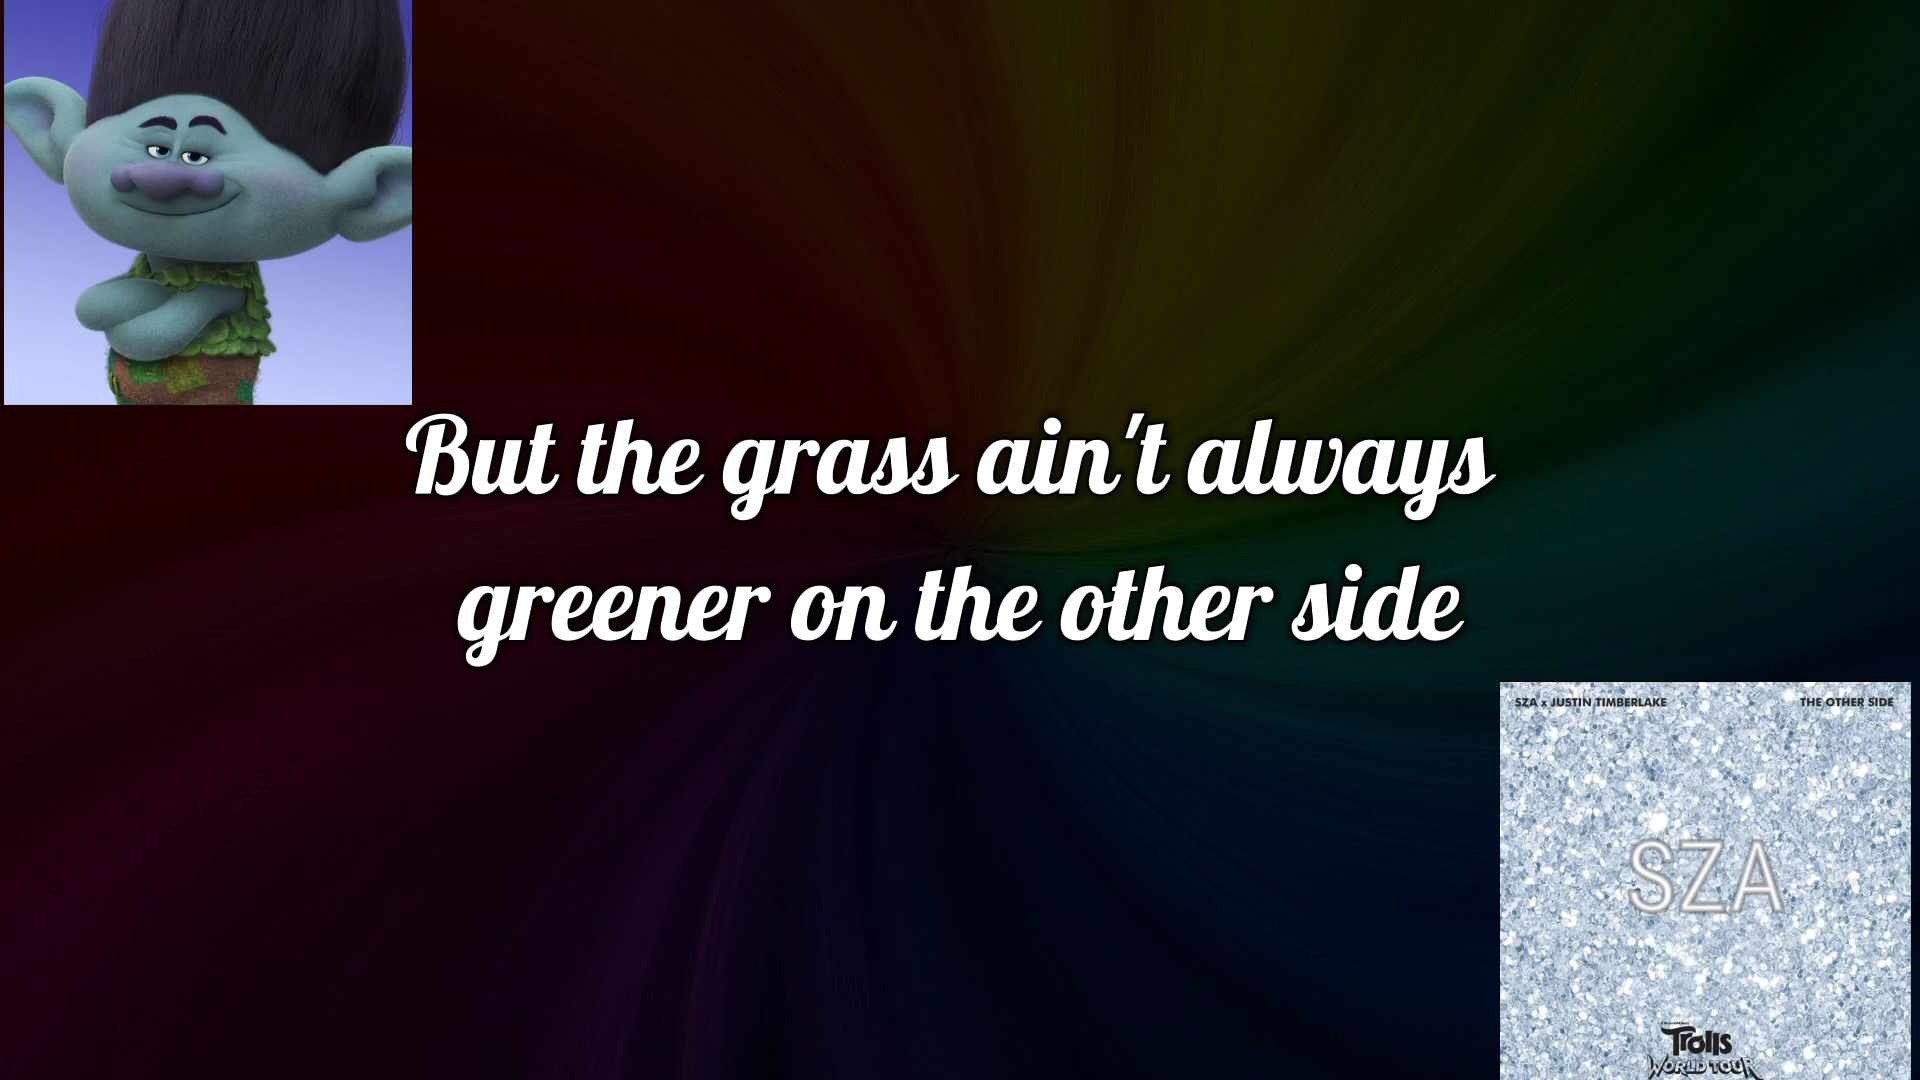 But the grass ain't always
greener on the other side
SZA x JUSTIN TIMBERLAKE
THE OTHER SIDE
SZA
Trolls
WORLD TOUR